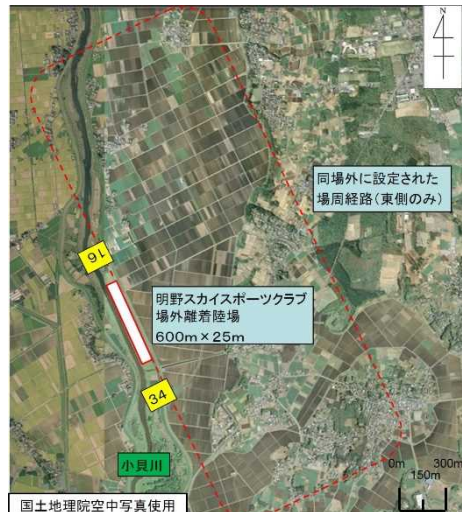 N
同場外に設定された
場周経路(東側のみ)
16
明野スカイスポーツクラブ
場外離着陸場
600m×25m
34
小貝川
0m 300m
150m
国土地理院空中写真使用